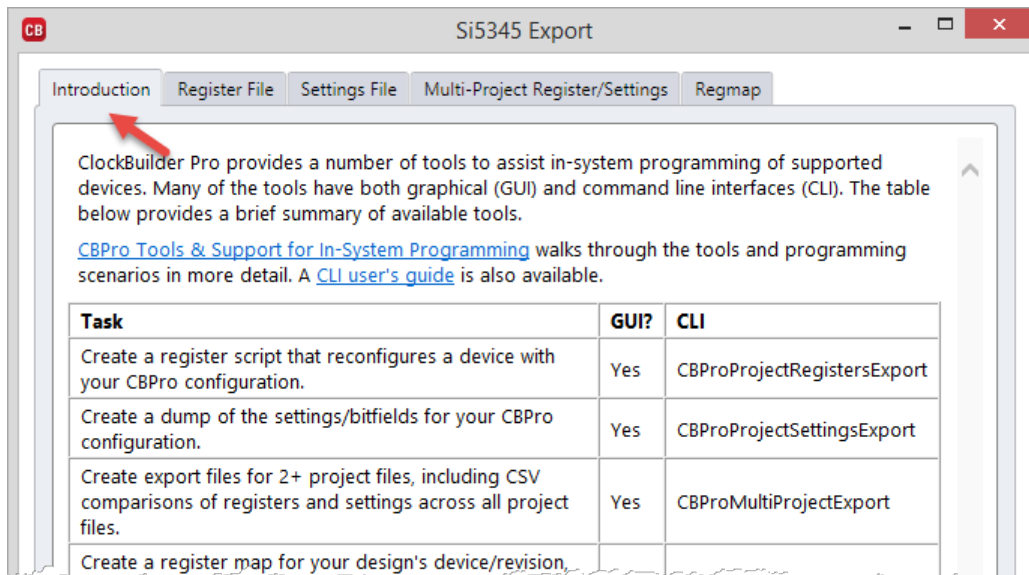 CB
Si5345 Export
Introduction Register File Settings File Multi-Project Register/Settings Regmap
ClockBuilder Pro provides a number of tools to assist in-system programming of supported
devices. Many of the tools have both graphical (GUI) and command line interfaces (CLI). The table
below provides a brief summary of available tools.
CBPro Tools & Support for In-System Programming walks through the tools and programming
scenarios in more detail. A CLI user's guide is also available.
Task GUI? CLI
Create a register script that reconfigures a device with
your CBPro configuration.
Yes CBProProjectRegistersExport
Create a dump of the settings/bitfields for your CBPro
configuration.
Yes CBProProjectSettingsExport
Create export files for 2+ project files, including CSV
comparisons of registers and settings across all project
files.
Yes CBProMultiProjectExport
Create a register map for your design's device/revision,